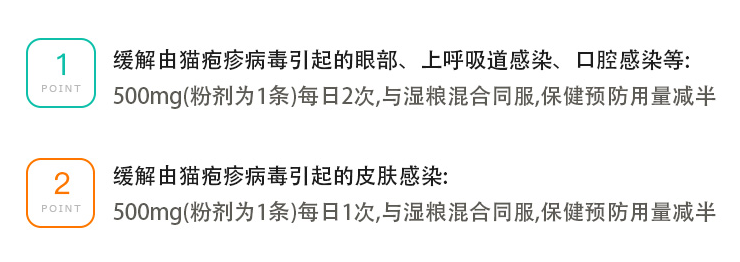 1
POINT
缓解由猫疱疹病毒引起的眼部、上呼吸道感染、口腔感染等:
500mg(粉剂为1条)每日2次,与湿粮混合同服,保健预防用量减半
2
POINT
缓解由猫疱疹病毒引起的皮肤感染:
500mg(粉剂为1条)每日1次,与湿粮混合同服,保健预防用量减半